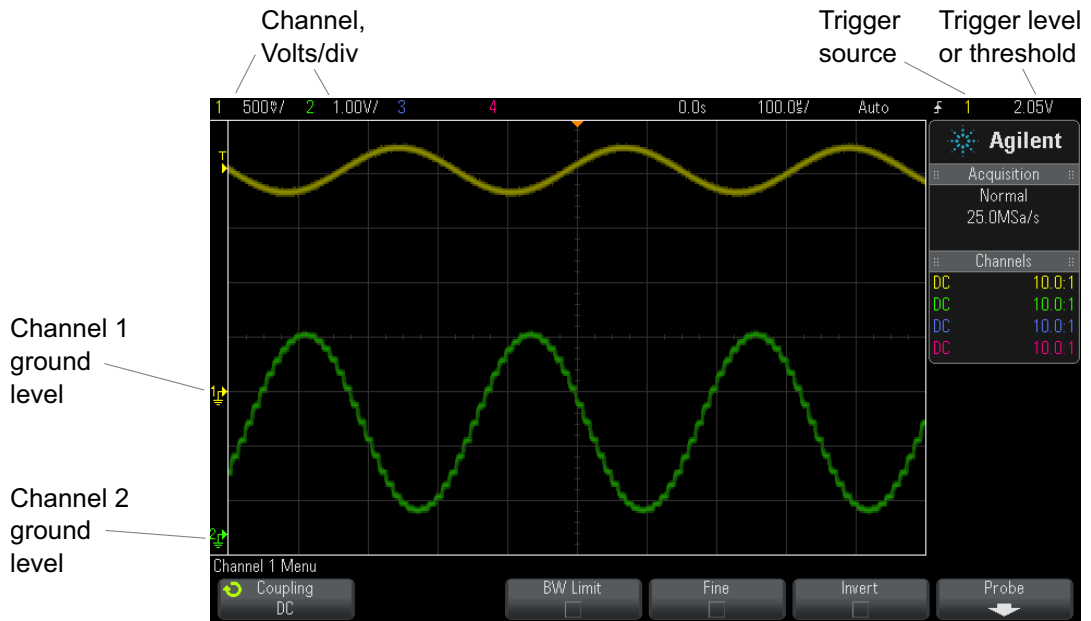 Channel,
Volts/div
Trigger
source
Trigger level
or threshold
1 500mV/ 2 1.00V/ 3 4 0.0s 100.0us/ Auto 1 2.05V
T
Agilent
Acquisition
Normal
25.0MSa/s
Channels
DC 10.0:1
DC 10.0:1
DC 10.0:1
DC 10.0:1
Channel 1
ground
level
1
Channel 2
ground
level
2
Channel 1 Menu
Coupling
DC
BW Limit
Fine
Invert
Probe